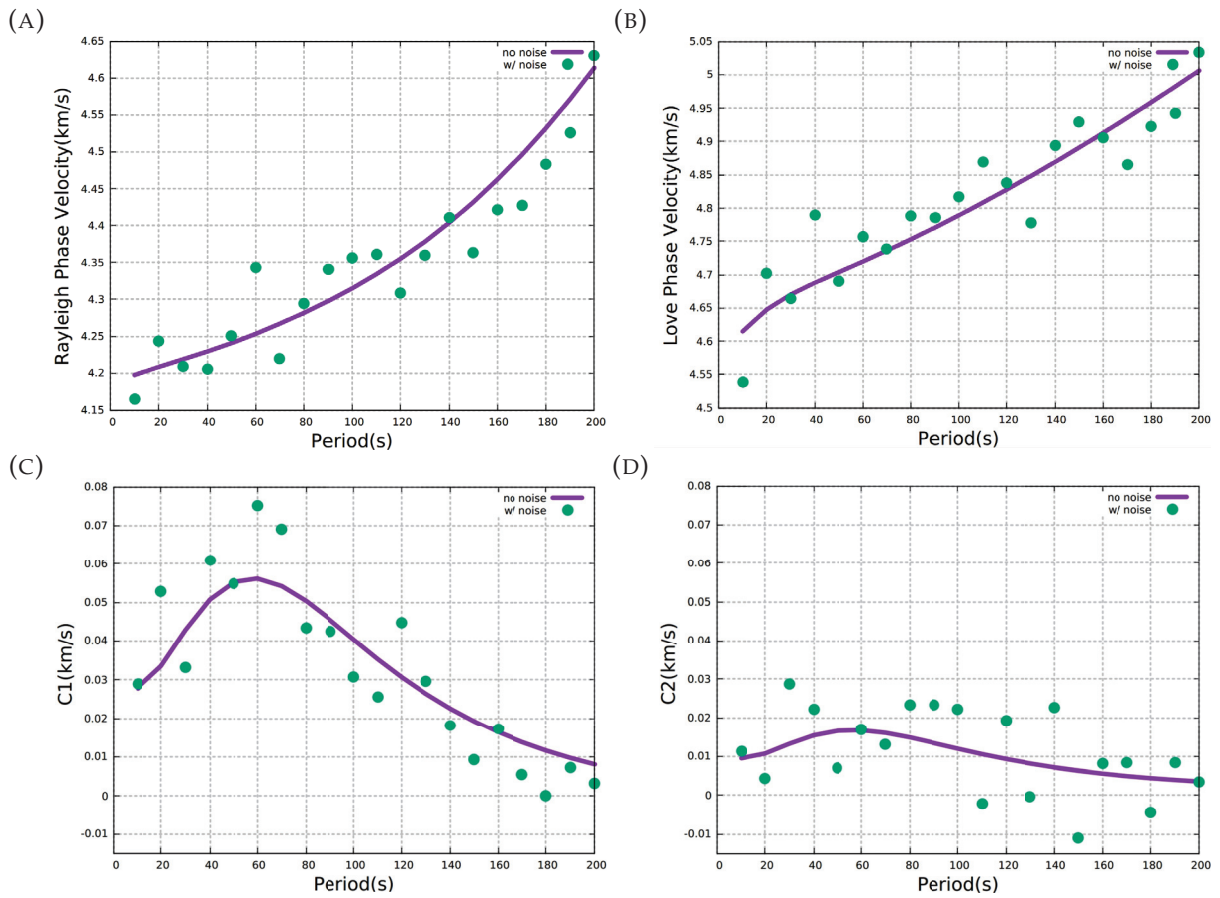 (A)
4.65
4.6
4.55
4.5
4.45
4.4
4.35
4.3
4.25
4.2
4.15
Rayleigh Phase Velocity(km/s)
no noise
w/ noise
0 20 40 60 80 100 120 140 160 180 200
Period(s)
(B)
5.05
5
4.95
4.9
4.85
4.8
4.75
4.7
4.65
4.6
4.55
4.5
Love Phase Velocity(km/s)
no noise
w/ noise
0 20 40 60 80 100 120 140 160 180 200
Period(s)
(C)
0.08
0.07
0.06
0.05
0.04
0.03
0.02
0.01
0
-0.01
C1(km/s)
no noise
w/ noise
0 20 40 60 80 100 120 140 160 180 200
Period(s)
(D)
0.08
0.07
0.06
0.05
0.04
0.03
0.02
0.01
0
-0.01
C2(km/s)
no noise
w/ noise
0 20 40 60 80 100 120 140 160 180 200
Period(s)